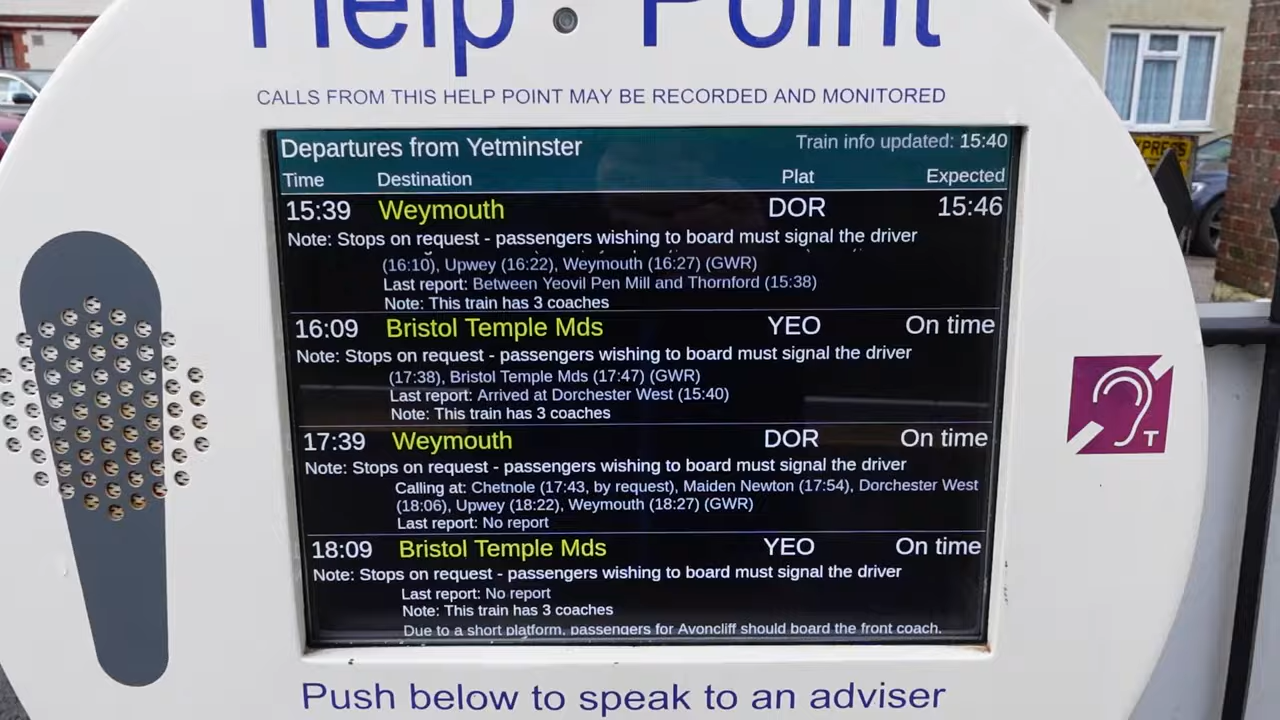 Help Point
CALLS FROM THIS HELP POINT MAY BE RECORDED AND MONITORED
Departures from Yetminster Train info updated: 15:40
Time Destination Plat Expected
15:39 Weymouth DOR 15:46
Note: Stops on request - passengers wishing to board must signal the driver
(16:10), Upwey (16:22), Weymouth (16:27) (GWR)
Last report: Between Yeovil Pen Mill and Thornford (15:38)
Note: This train has 3 coaches
16:09 Bristol Temple Mds YEO On time
Note: Stops on request - passengers wishing to board must signal the driver
(17:38), Bristol Temple Mds (17:47) (GWR)
Last report: Arrived at Dorchester West (15:40)
Note: This train has 3 coaches
17:39 Weymouth DOR On time
Note: Stops on request - passengers wishing to board must signal the driver
Calling at: Chetnole (17:43, by request), Maiden Newton (17:54), Dorchester West
(18:06), Upwey (18:22), Weymouth (18:27) (GWR)
Last report: No report
18:09 Bristol Temple Mds YEO On time
Note: Stops on request - passengers wishing to board must signal the driver
Last report: No report
Note: This train has 3 coaches
Due to a short platform, passengers for Avoncliff should board the front coach.
T
Push below to speak to an adviser